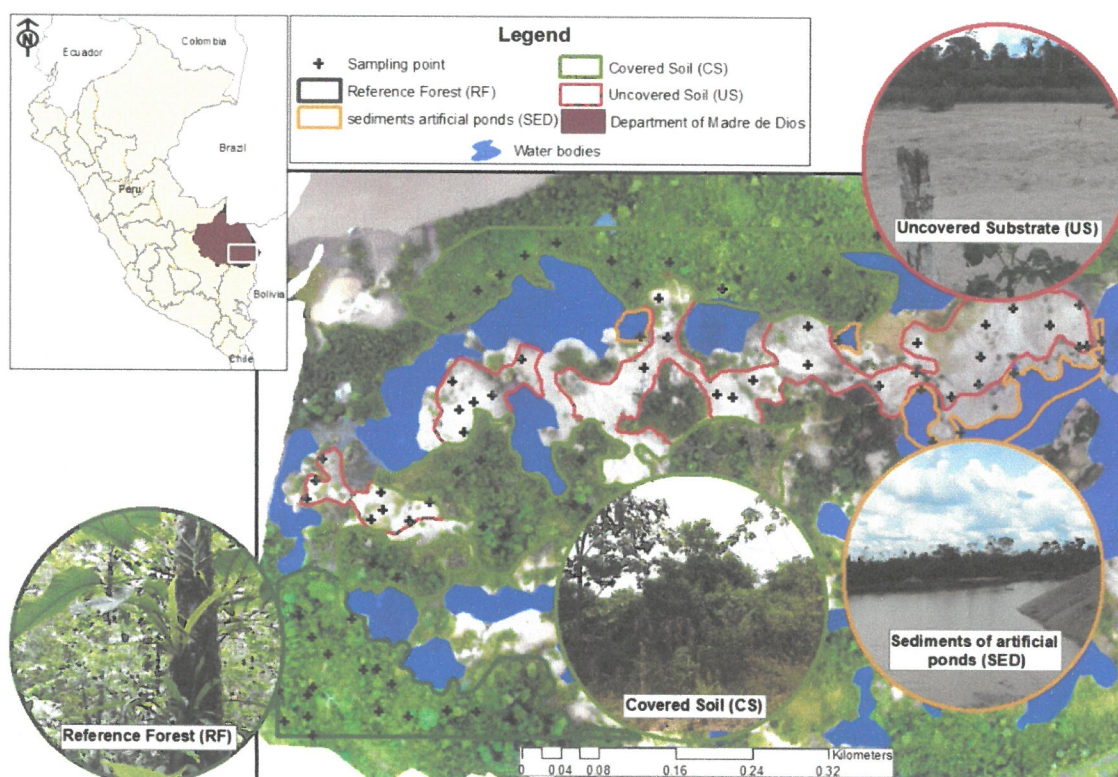 N
Ecuador
Colombia
Brazil
Peru
Bolivia
Chile
Legend
Sampling point
Reference Forest (RF)
sediments artificial ponds (SED)
Covered Soil (CS)
Uncovered Soil (US)
Department of Madre de Dios
Water bodies
Uncovered Substrate (US)
Reference Forest (RF)
Covered Soil (CS)
Sediments of artificial
ponds (SED)
Kilometers
0 0.04 0.08 0.16 0.24 0.32